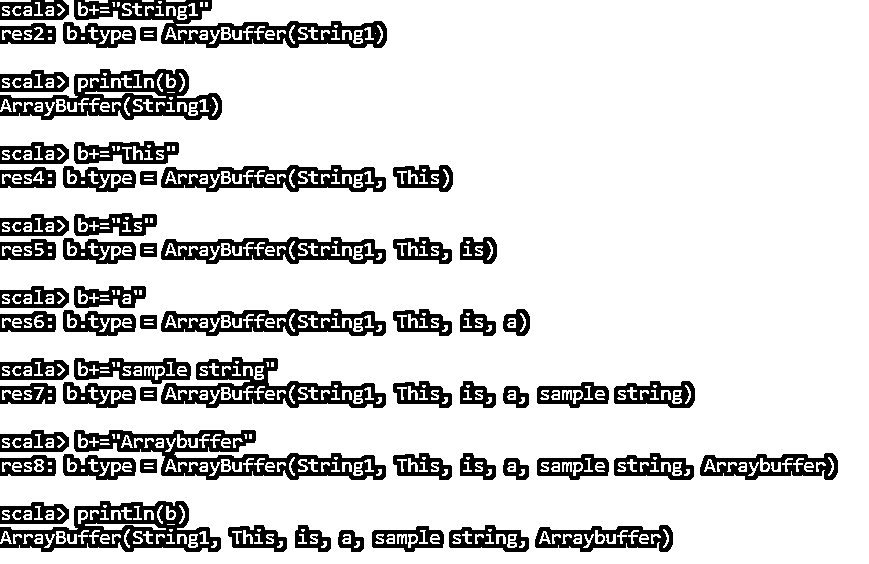 scala> b+="String1"
res2: b.type = ArrayBuffer(String1)
scala> println(b)
ArrayBuffer(String1)
scala> b+="This"
res4: b.type = ArrayBuffer(String1, This)
scala> b+="is"
res5: b.type = ArrayBuffer(String1, This, is)
scala> b+="a"
res6: b.type = ArrayBuffer(String1, This, is, a)
scala> b+="sample string"
res7: b.type = ArrayBuffer(String1, This, is, a, sample string)
scala> b+="Arraybuffer"
res8: b.type = ArrayBuffer(String1, This, is, a, sample string, Arraybuffer)
scala> println(b)
ArrayBuffer(String1, This, is, a, sample string, Arraybuffer)